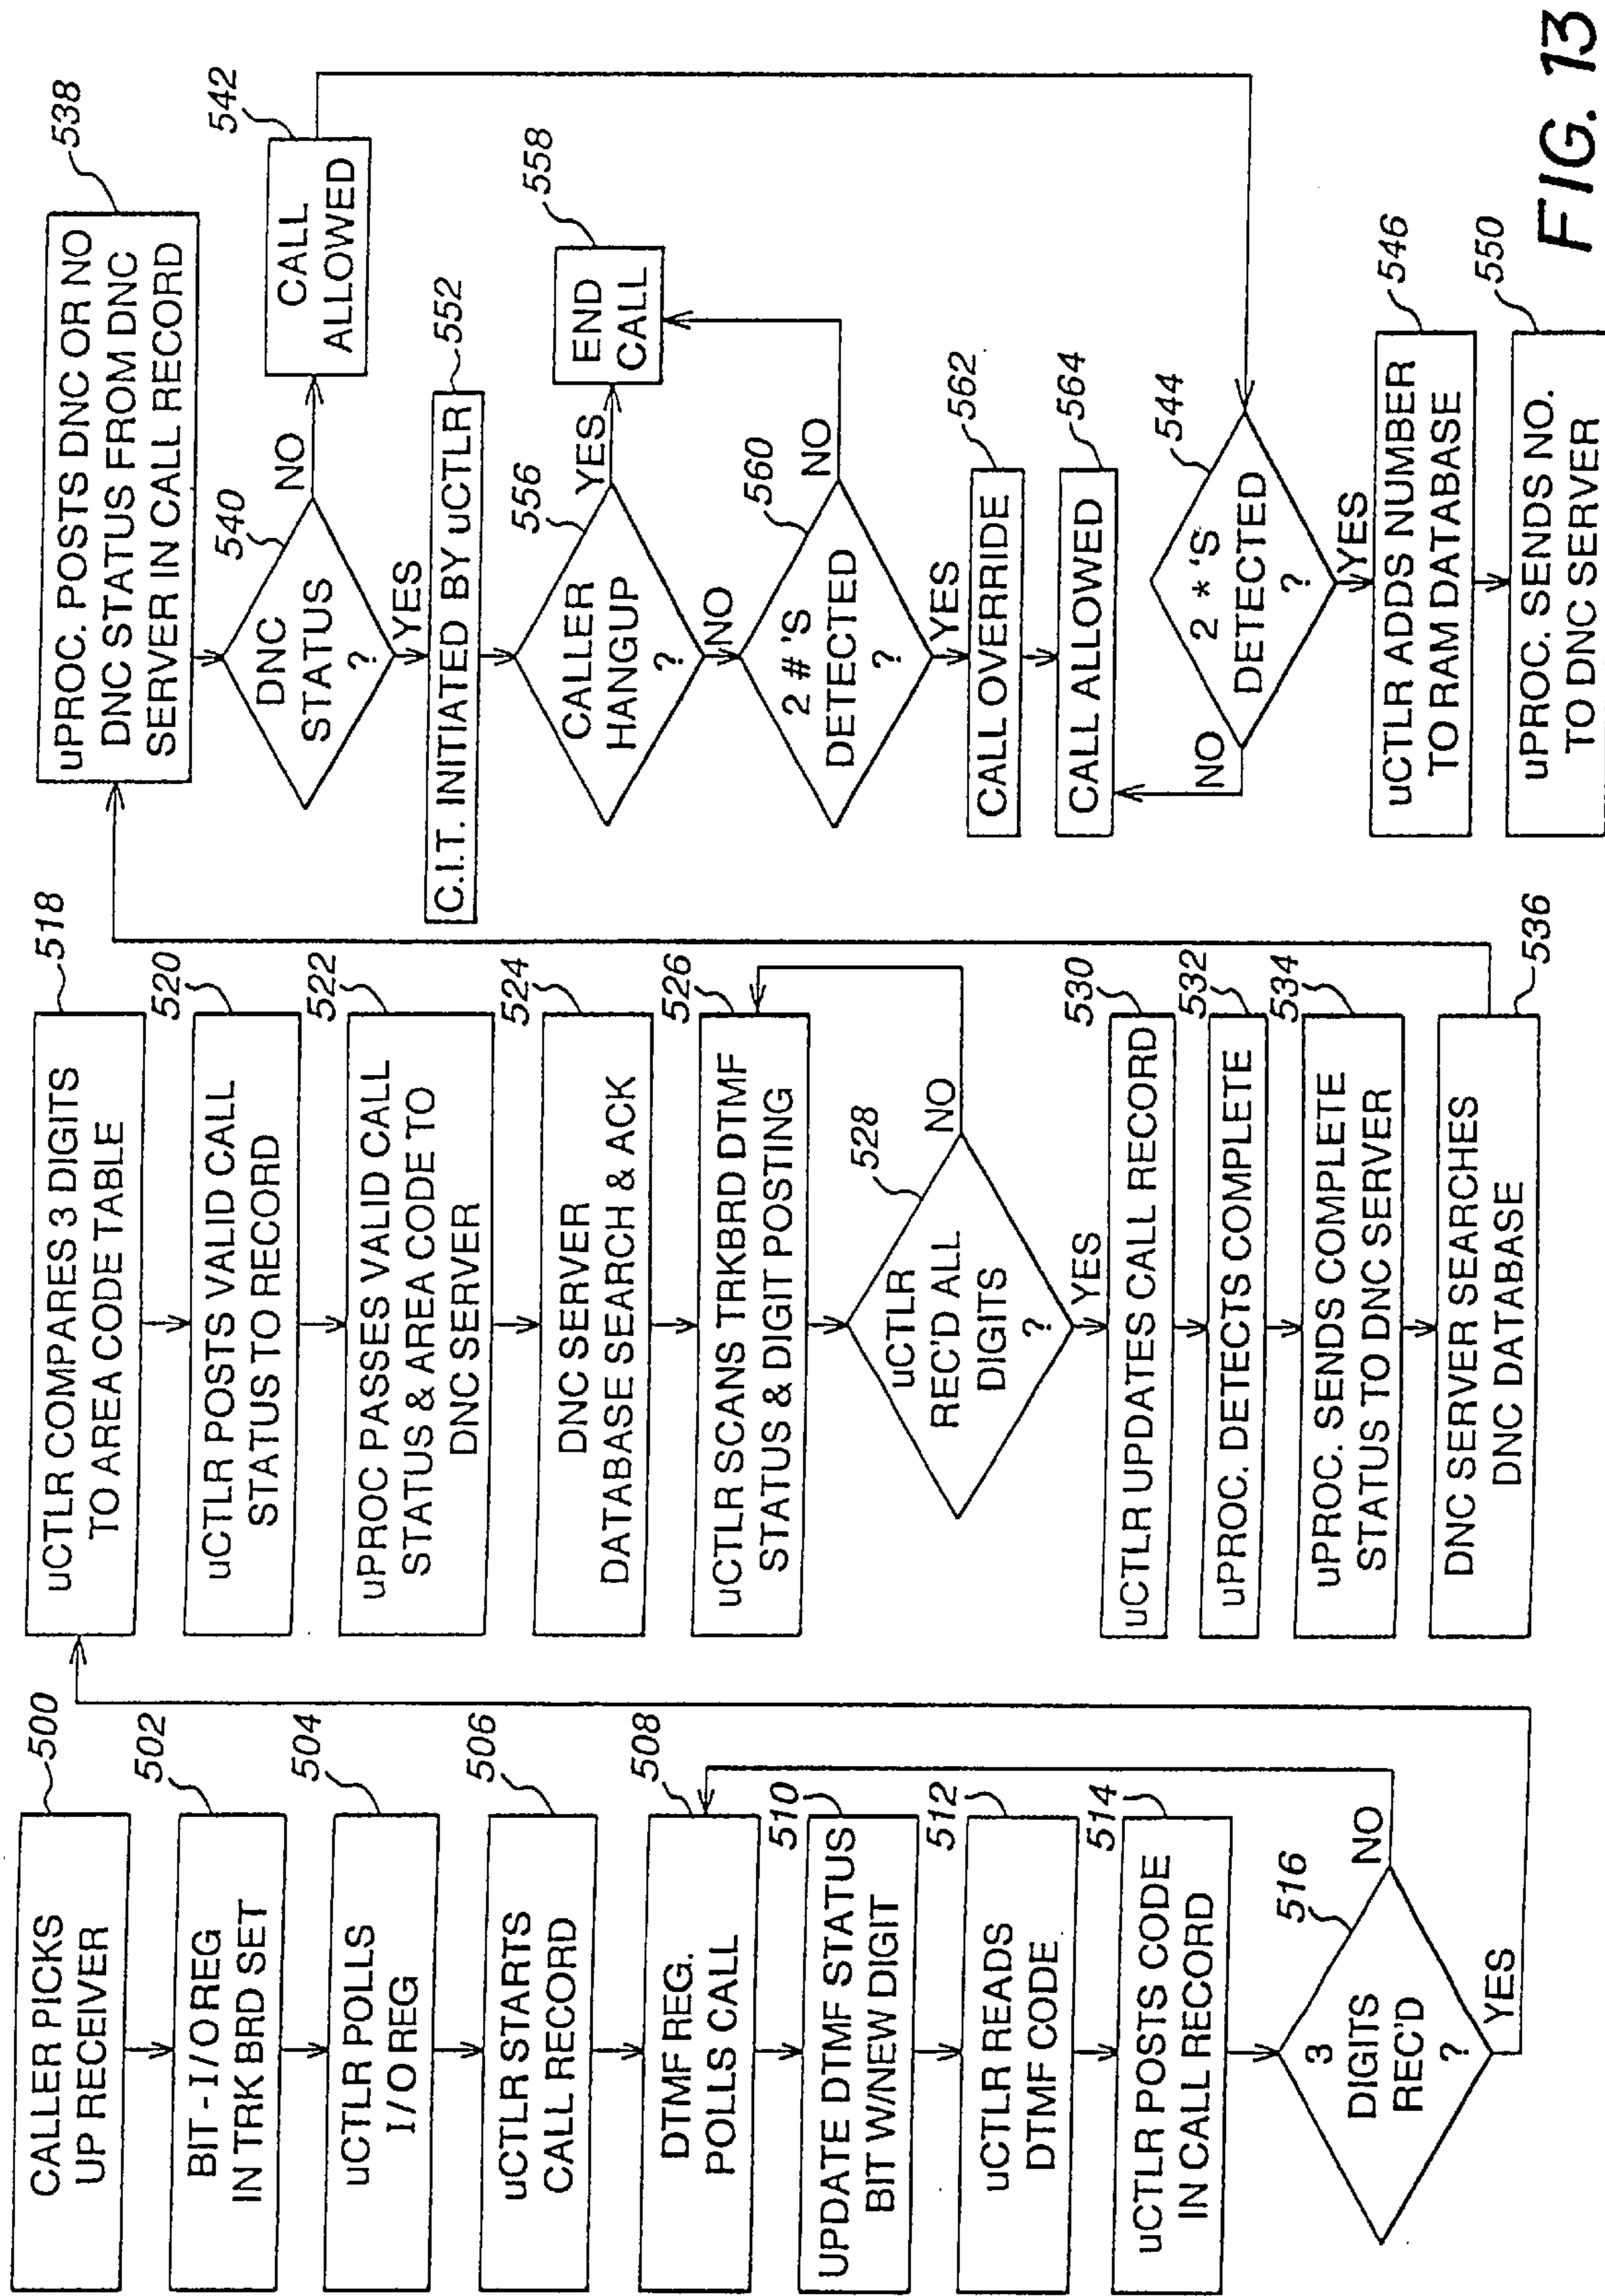 CALLER PICKS
UP RECEIVER
500
BIT - I/O REG
IN TRK BRD SET
502
uCTLR POLLS
I/O REG
504
uCTLR STARTS
CALL RECORD
506
DTMF REG.
POLLS CALL
508
UPDATE DTMF STATUS
BIT W/NEW DIGIT
510
uCTLR READS
DTMF CODE
512
uCTLR POSTS CODE
IN CALL RECORD
514
3
DIGITS
REC'D
?
516
NO
YES
uCTLR COMPARES 3 DIGITS
TO AREA CODE TABLE
518
uCTLR POSTS VALID CALL
STATUS TO RECORD
520
uPROC PASSES VALID CALL
STATUS & AREA CODE TO
DNC SERVER
522
DNC SERVER
DATABASE SEARCH & ACK
524
uCTLR SCANS TRKBRD DTMF
STATUS & DIGIT POSTING
526
uCTLR
REC'D ALL
DIGITS
?
528
NO
YES
uCTLR UPDATES CALL RECORD
530
uPROC. DETECTS COMPLETE
532
uPROC. SENDS COMPLETE
STATUS TO DNC SERVER
534
DNC SERVER SEARCHES
DNC DATABASE
536
uPROC. POSTS DNC OR NO
DNC STATUS FROM DNC
SERVER IN CALL RECORD
538
DNC
STATUS
?
540
NO
YES
CALL
ALLOWED
542
C.I.T. INITIATED BY uCTLR
552
CALLER
HANGUP
?
556
YES
NO
END
CALL
558
2 #'S
DETECTED
?
560
NO
YES
CALL OVERRIDE
562
CALL ALLOWED
564
2 *'S
DETECTED
?
544
NO
YES
uCTLR ADDS NUMBER
TO RAM DATABASE
546
uPROC. SENDS NO.
TO DNC SERVER
550
FIG. 13